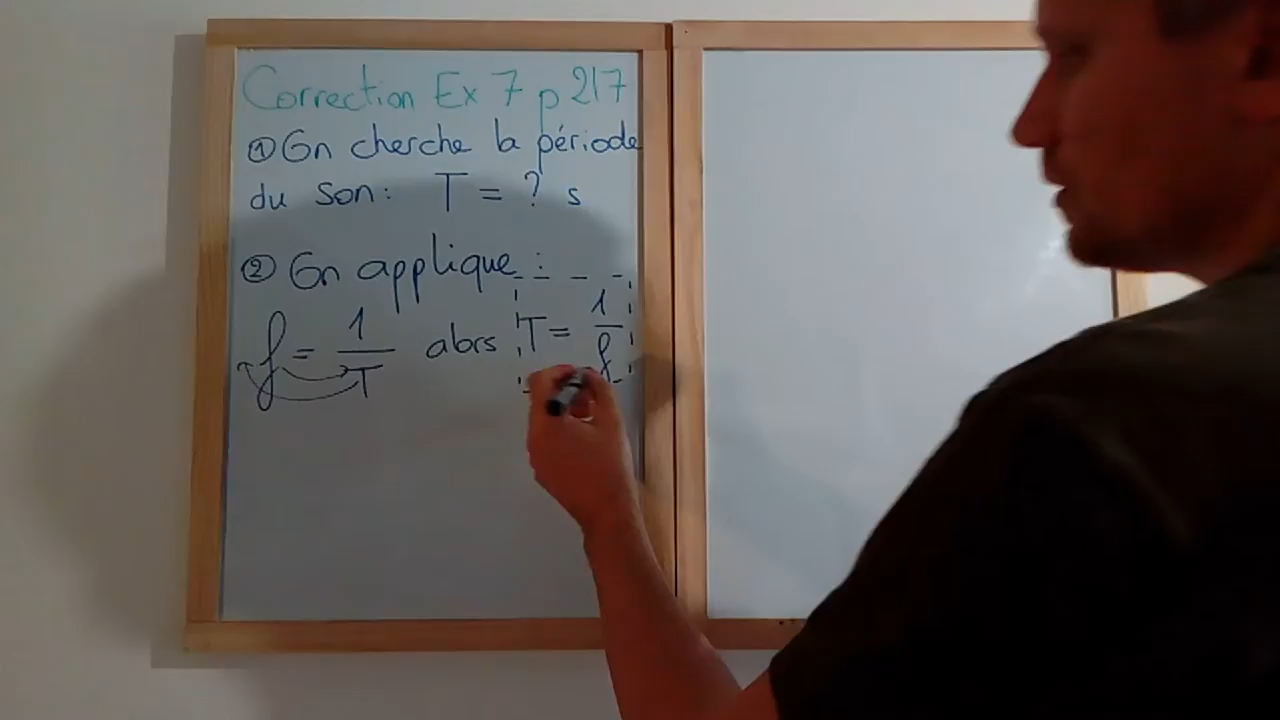 Correction Ex 7 p 217
① On cherche la période
du son : T = ? s
② On applique :
f = 1/T alors T = 1/f